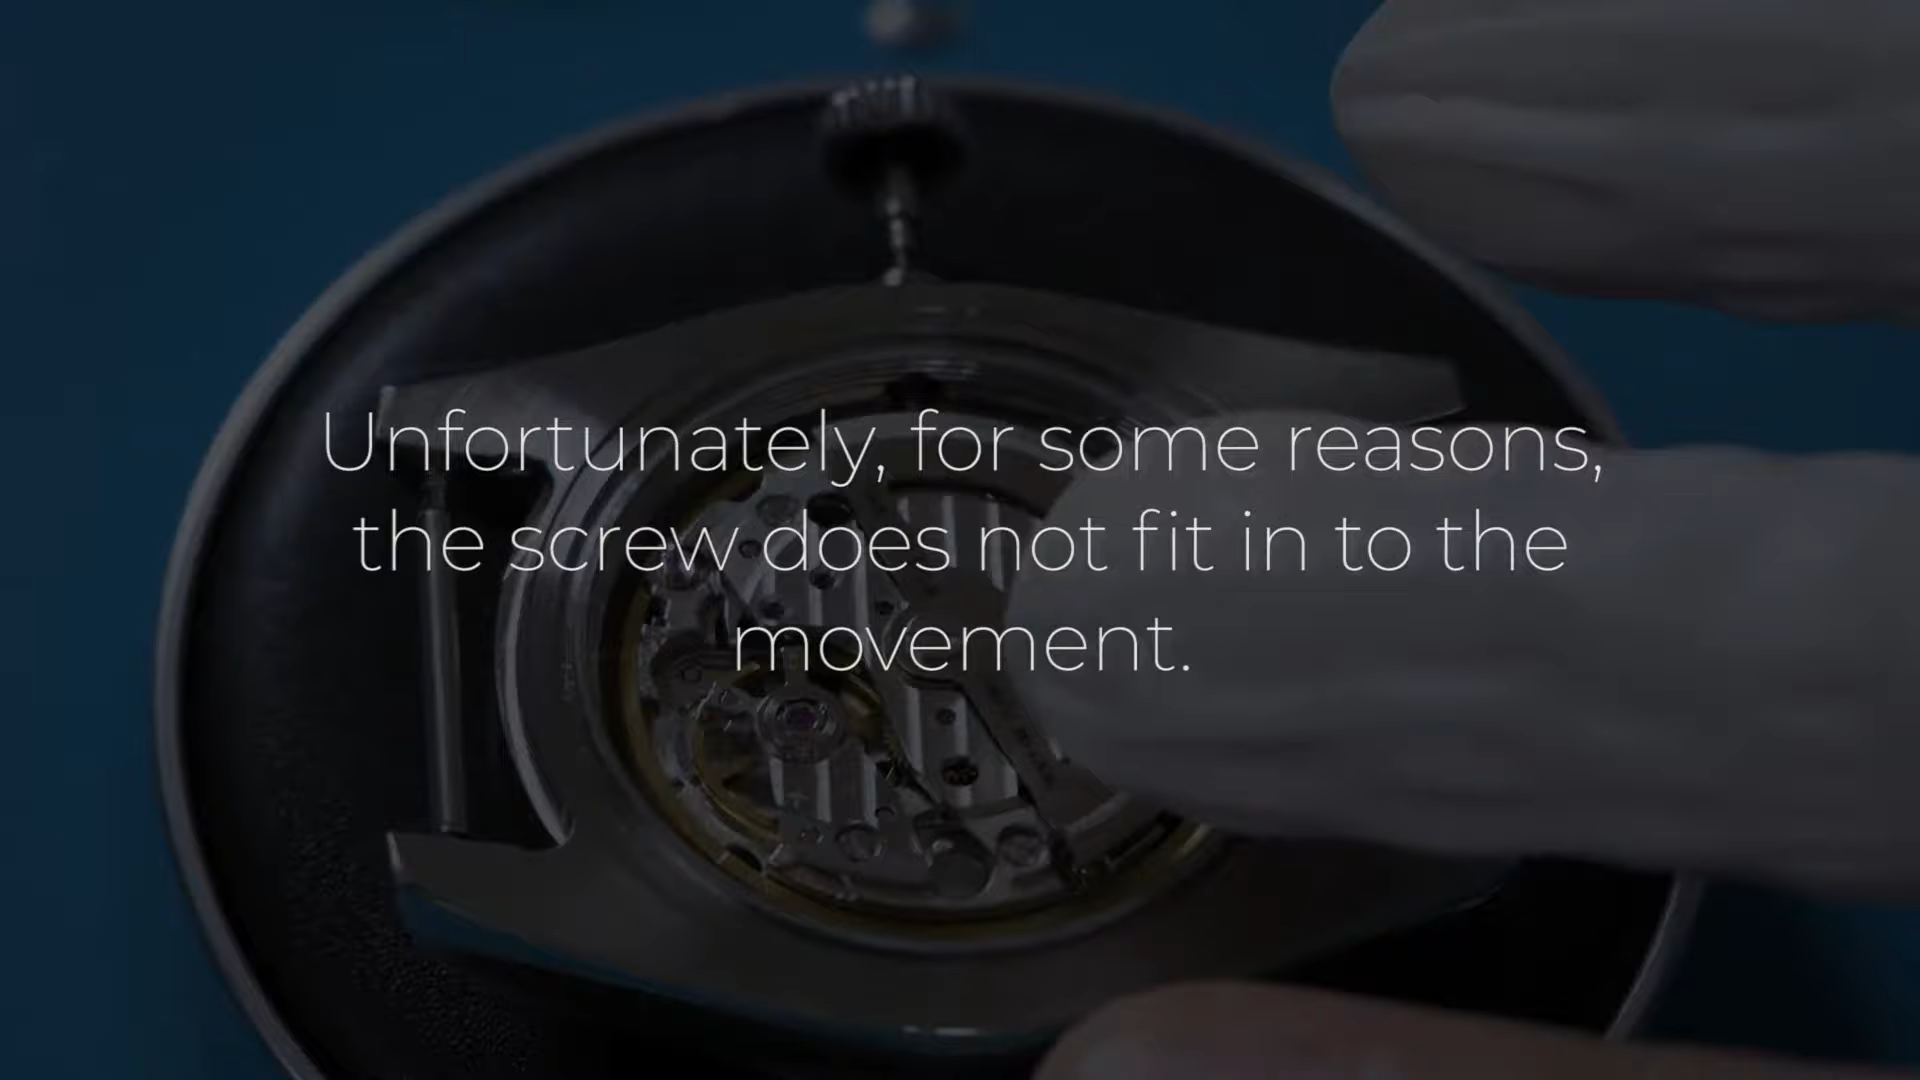 Unfortunately, for some reasons,
the screw does not fit in to the
movement.